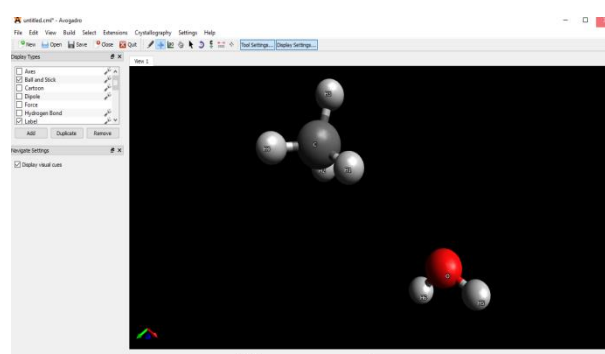 untitled.cml* - Avogadro
File Edit View Build Select Extensions Crystallography Settings Help
New Open Save Close Quit Tool Settings... Display Settings...
Display Types
View 1
Axes
Ball and Stick
Cartoon
Dipole
Force
Hydrogen Bond
Label
Add Duplicate Remove
Navigate Settings
Display visual cues
C
O